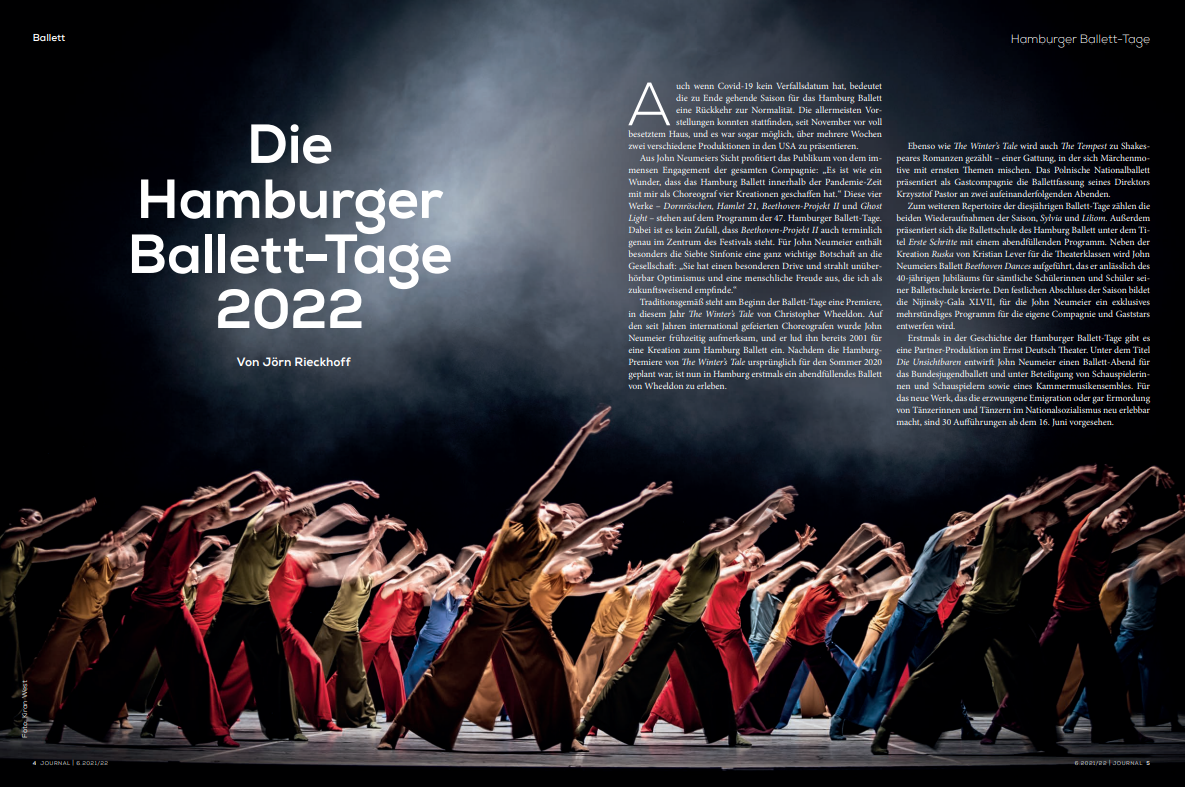 Ballett
Hamburger Ballett-Tage
Die
Hamburger
Ballett-Tage
2022
Von Jörn Rieckhoff
Auch wenn Covid-19 kein Verfallsdatum hat, bedeutet
die zu Ende gehende Saison für das Hamburg Ballett
eine Rückkehr zur Normalität. Die allermeisten Vor-
stellungen konnten stattfinden, seit November vor voll
besetztem Haus, und es war sogar möglich, über mehrere Wochen
zwei verschiedene Produktionen in den USA zu präsentieren.
Aus John Neumeiers Sicht profitiert das Publikum von dem im-
mensen Engagement der gesamten Compagnie: „Es ist wie ein
Wunder, dass das Hamburg Ballett innerhalb der Pandemie-Zeit
mit mir als Choreograf vier Kreationen geschaffen hat.“ Diese vier
Werke – Dornröschen, Hamlet 21, Beethoven-Projekt II und Ghost
Light – stehen auf dem Programm der 47. Hamburger Ballett-Tage.
Dabei ist es kein Zufall, dass Beethoven-Projekt II auch terminlich
genau im Zentrum des Festivals steht. Für John Neumeier enthält
besonders die Siebte Sinfonie eine ganz wichtige Botschaft an die
Gesellschaft: „Sie hat einen besonderen Drive und strahlt unüber-
hörbar Optimismus und eine menschliche Freude aus, die ich als
zukunftsweisend empfinde.“
Traditionsgemäß steht am Beginn der Ballett-Tage eine Premiere,
in diesem Jahr The Winter’s Tale von Christopher Wheeldon. Auf
den seit Jahren international gefeierten Choreografen wurde John
Neumeier frühzeitig aufmerksam, und er lud ihn bereits 2001 für
eine Kreation zum Hamburg Ballett ein. Nachdem die Hamburg-
Premiere von The Winter’s Tale ursprünglich für den Sommer 2020
geplant war, ist nun in Hamburg erstmals ein abendfüllendes Ballett
von Wheeldon zu erleben.
Ebenso wie The Winter’s Tale wird auch The Tempest zu Shakes-
peares Romanzen gezählt – einer Gattung, in der sich Märchenmo-
tive mit ernsten Themen mischen. Das Polnische Nationalballett
präsentiert als Gastcompagnie die Ballettfassung seines Direktors
Krzysztof Pastor an zwei aufeinanderfolgenden Abenden.
Zum weiteren Repertoire der diesjährigen Ballett-Tage zählen die
beiden Wiederaufnahmen der Saison, Sylvia und Liliom. Außerdem
präsentiert sich die Ballettschule des Hamburg Ballett unter dem Ti-
tel Erste Schritte mit einem abendfüllenden Programm. Neben der
Kreation Ruska von Kristian Lever für die Theaterklassen wird John
Neumeiers Ballett Beethoven Dances aufgeführt, das er anlässlich des
40-jährigen Jubiläums für sämtliche Schülerinnen und Schüler sei-
ner Ballettschule kreierte. Den festlichen Abschluss der Saison bildet
die Nijinsky-Gala XLVII, für die John Neumeier ein exklusives
mehrstündiges Programm für die eigene Compagnie und Gaststars
entwerfen wird.
Erstmals in der Geschichte der Hamburger Ballett-Tage gibt es
eine Partner-Produktion im Ernst Deutsch Theater. Unter dem Titel
Die Unsichtbaren entwirft John Neumeier einen Ballett-Abend für
das Bundesjugendballett und unter Beteiligung von Schauspielerin-
nen und Schauspielern sowie eines Kammermusikensembles. Für
das neue Werk, das die erzwungene Emigration oder gar Ermordung
von Tänzerinnen und Tänzern im Nationalsozialismus neu erlebbar
macht, sind 30 Aufführungen ab dem 16. Juni vorgesehen.
Foto: Kiran West
4 JOURNAL | 6.2021/22
6.2021/22 | JOURNAL 5